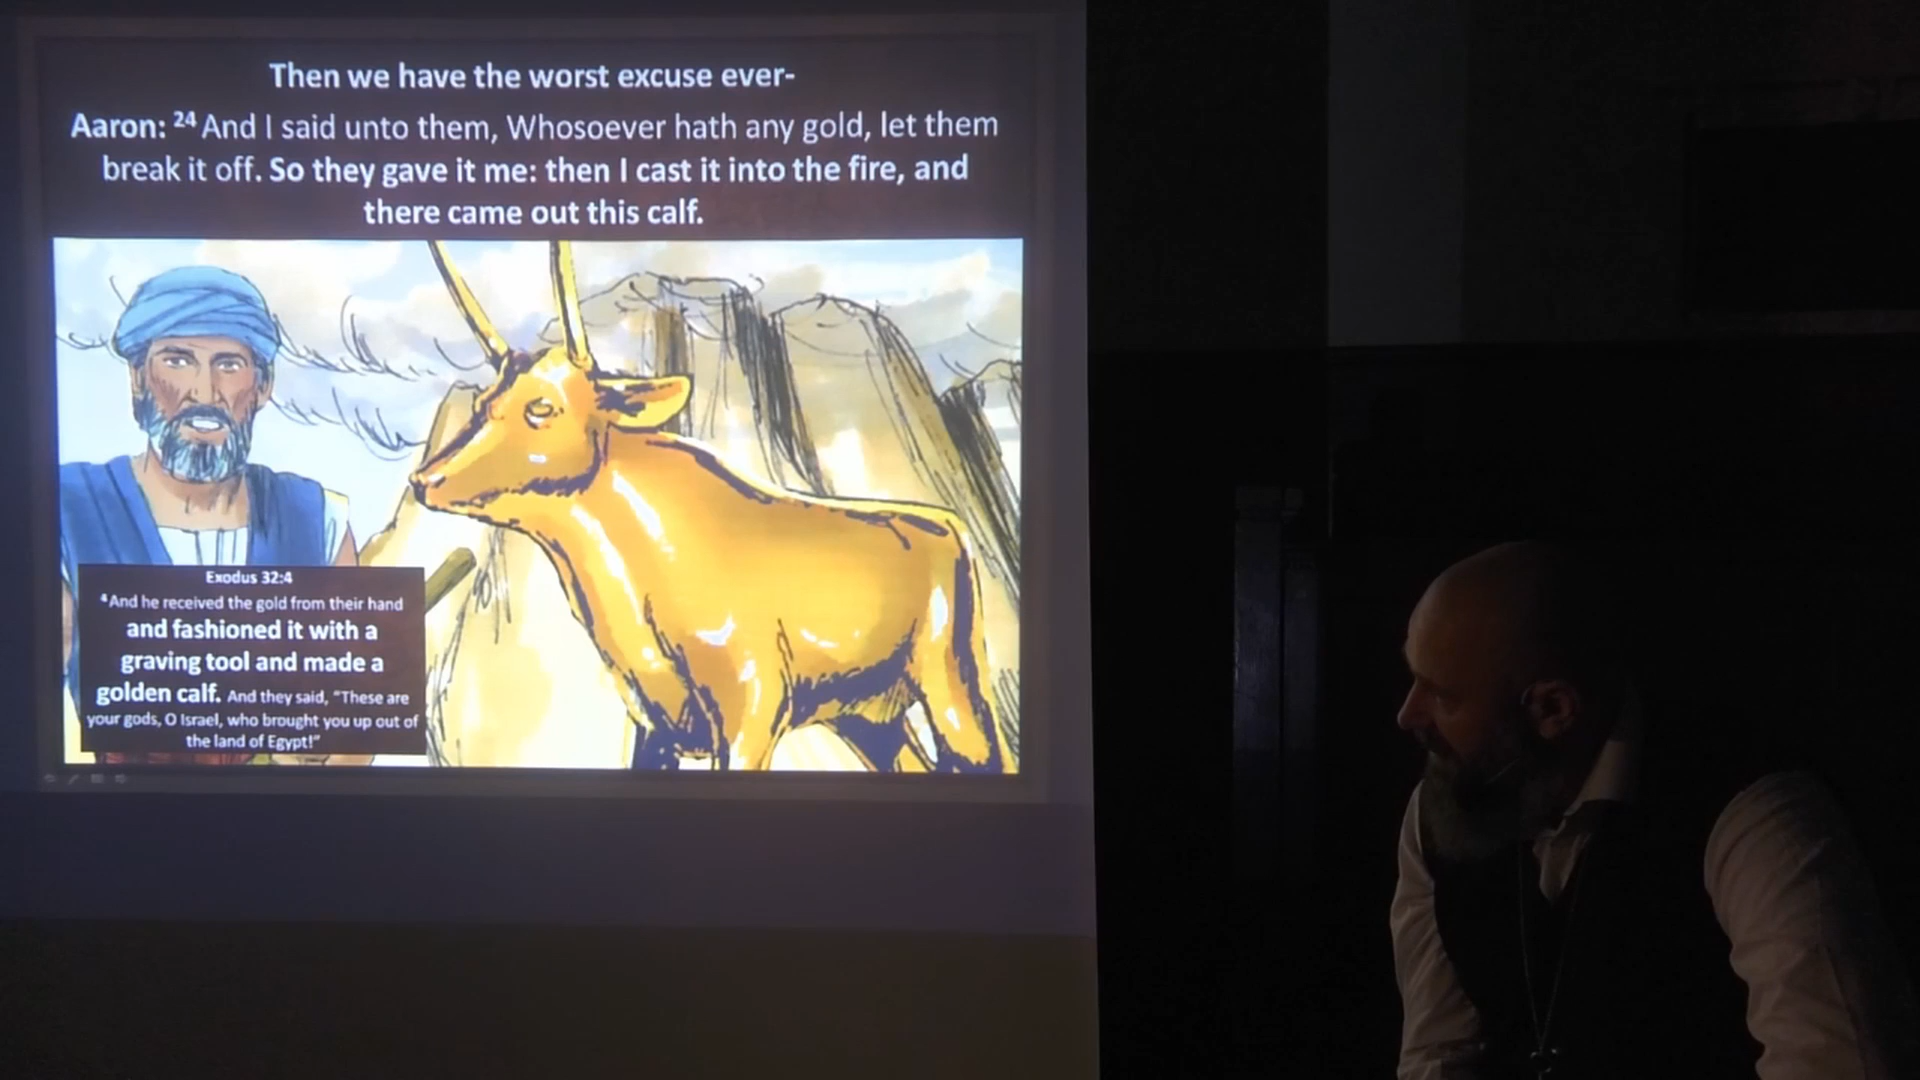 Then we have the worst excuse ever-
Aaron: ²⁴ And I said unto them, Whosoever hath any gold, let them
break it off. So they gave it me: then I cast it into the fire, and
there came out this calf.
Exodus 32:4
⁴And he received the gold from their hand
and fashioned it with a
graving tool and made a
golden calf. And they said, "These are
your gods, O Israel, who brought you up out of
the land of Egypt!"